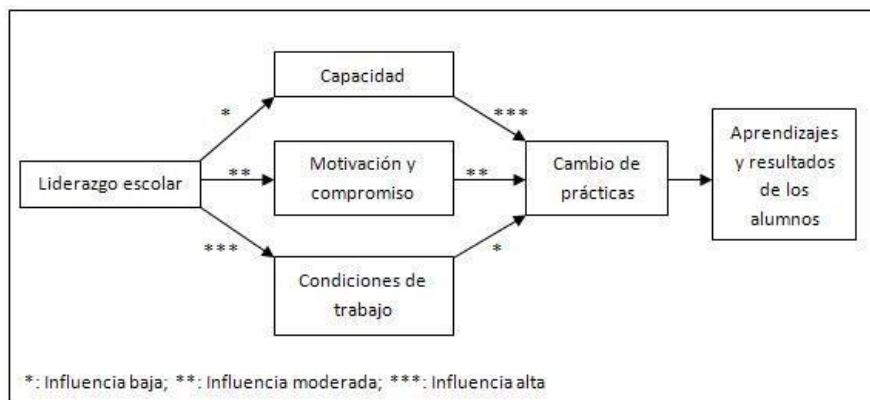 Capacidad
*
***
Liderazgo escolar
**
Motivación y
compromiso
**
Cambio de
prácticas
Aprendizajes
y resultados
de los
alumnos
***
*
Condiciones de
trabajo
*: Influencia baja; **: Influencia moderada; ***: Influencia alta